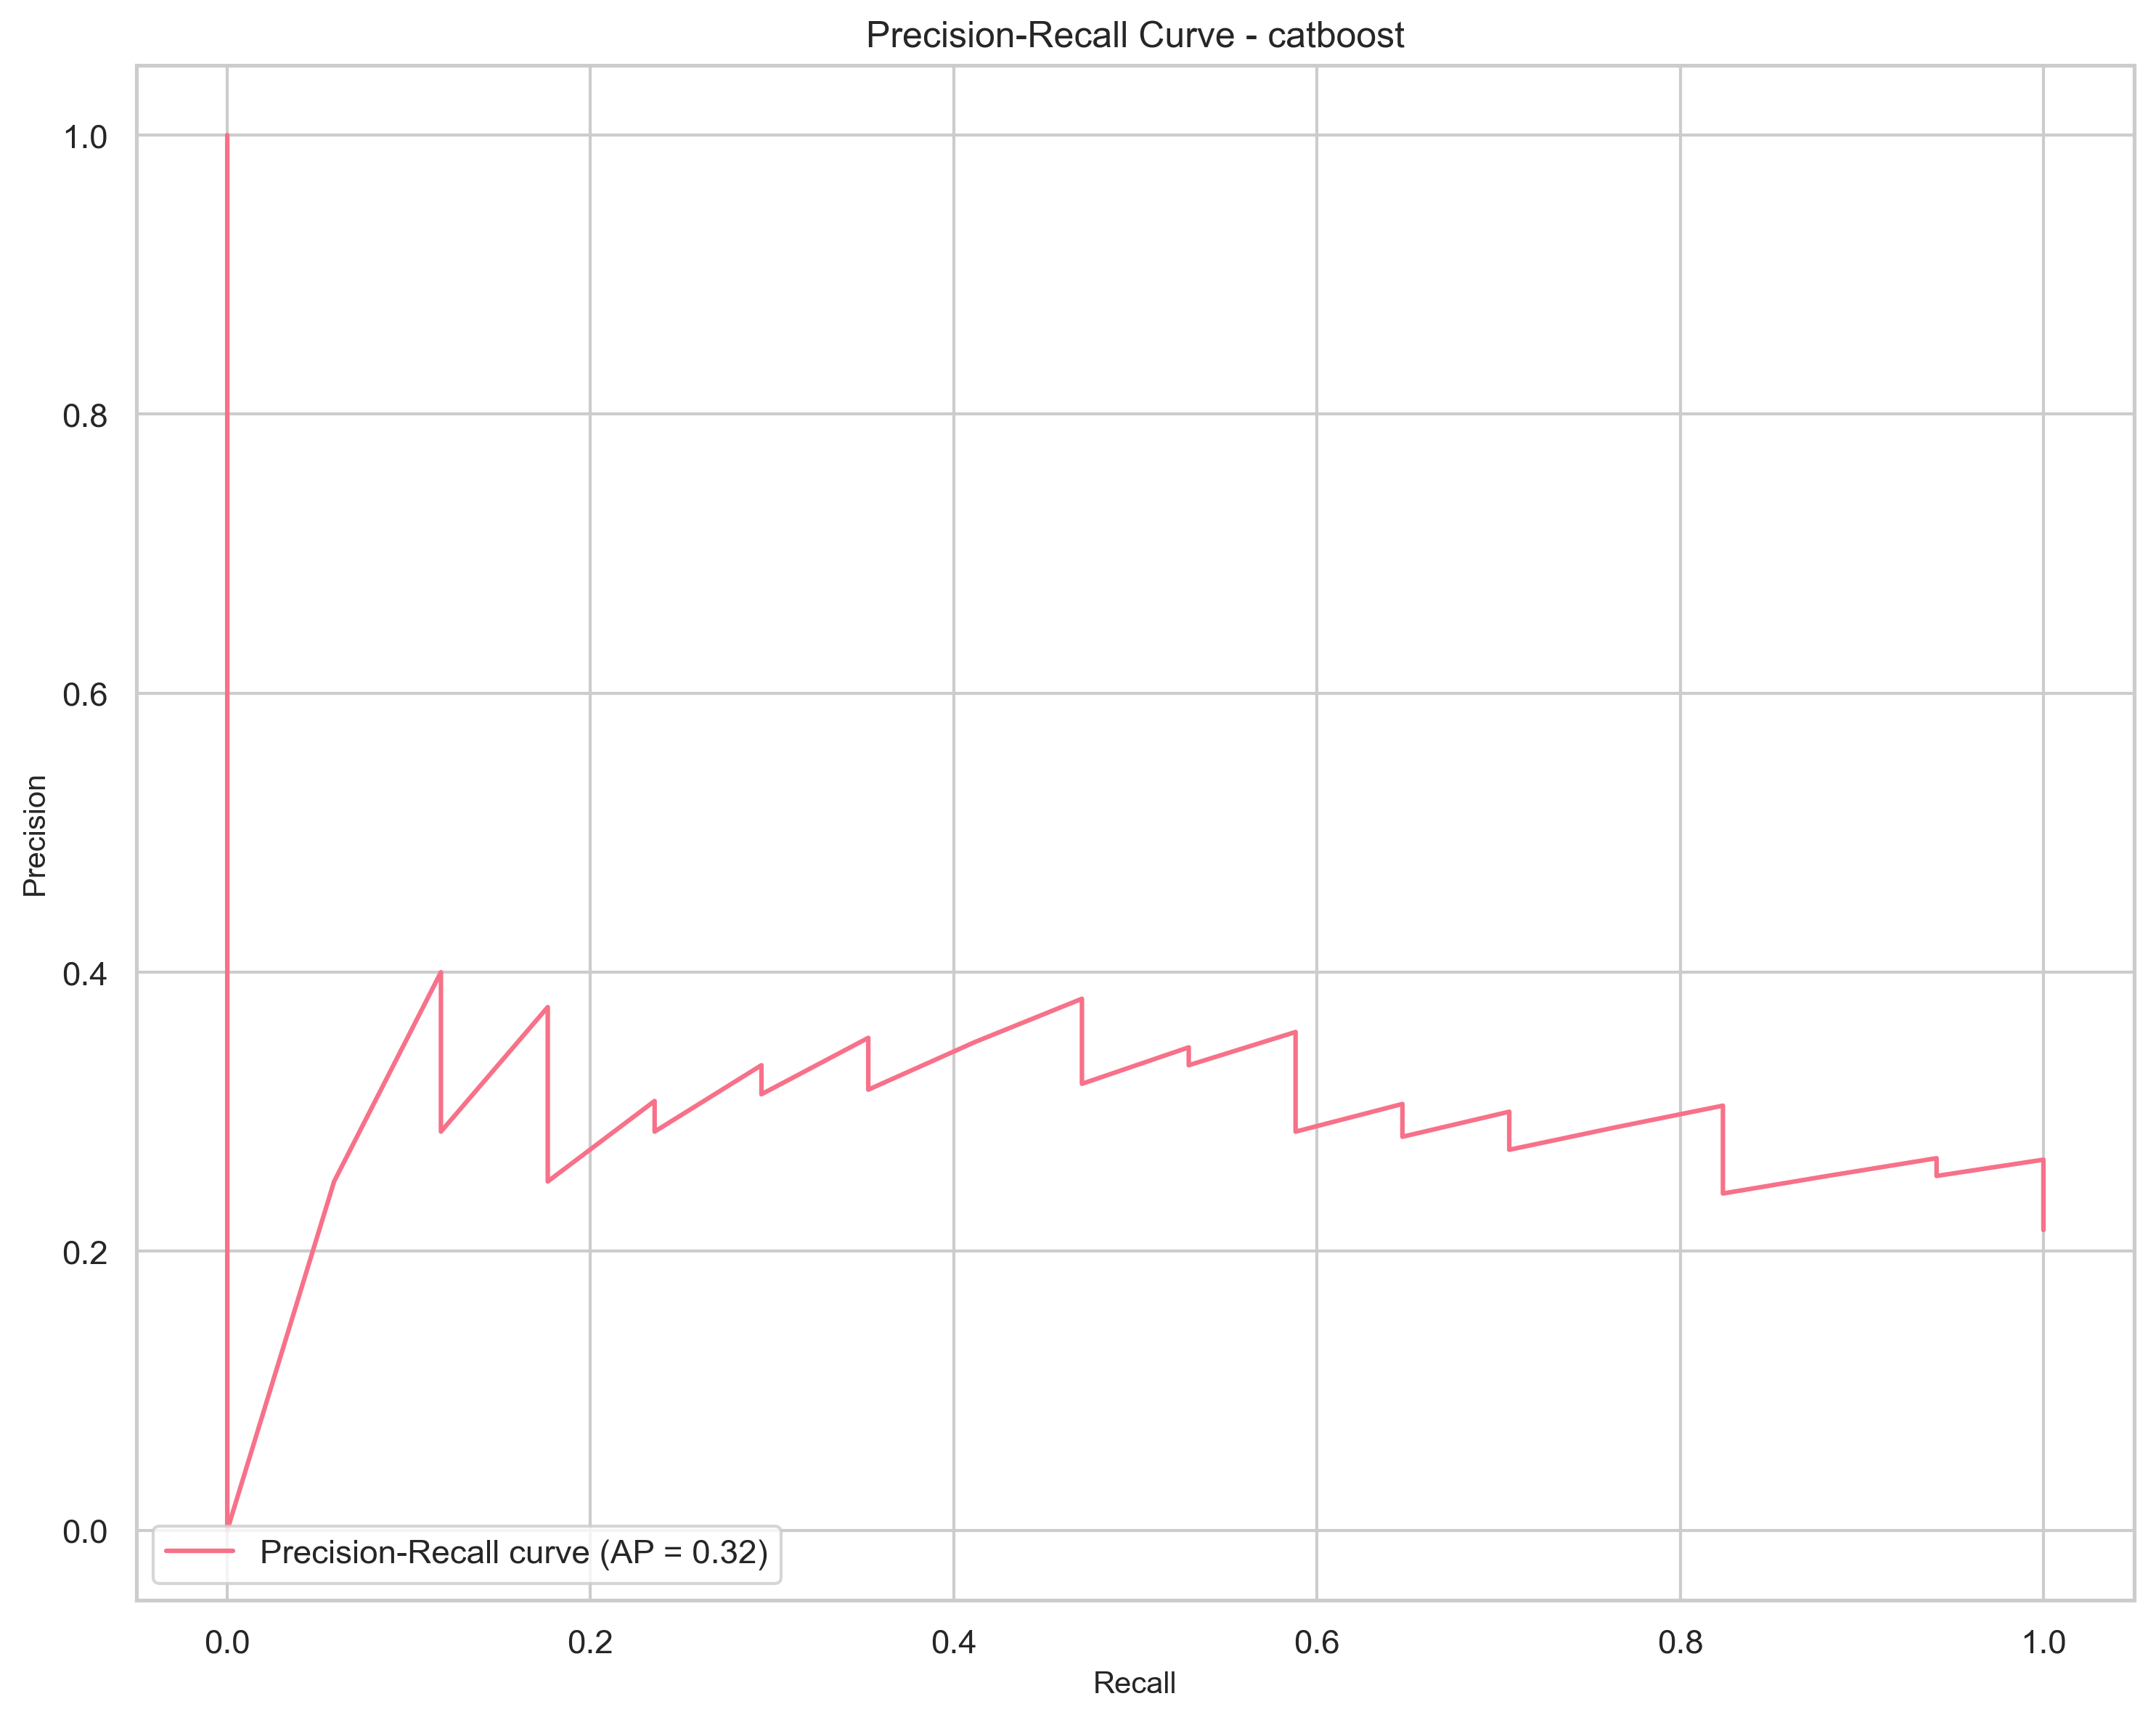 Precision-Recall Curve - catboost
1.0
0.8
0.6
0.4
0.2
0.0
Precision
Precision-Recall curve (AP = 0.32)
0.0 0.2 0.4 0.6 0.8 1.0
Recall